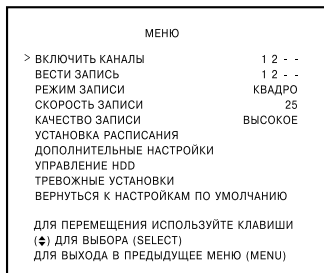 МЕНЮ
> ВКЛЮЧИТЬ КАНАЛЫ 1 2 - -
ВЕСТИ ЗАПИСЬ 1 2 - -
РЕЖИМ ЗАПИСИ КВАДРО
СКОРОСТЬ ЗАПИСИ 25
КАЧЕСТВО ЗАПИСИ ВЫСОКОЕ
УСТАНОВКА РАСПИСАНИЯ
ДОПОЛНИТЕЛЬНЫЕ НАСТРОЙКИ
УПРАВЛЕНИЕ HDD
ТРЕВОЖНЫЕ УСТАНОВКИ
ВЕРНУТЬСЯ К НАСТРОЙКАМ ПО УМОЛЧАНИЮ
ДЛЯ ПЕРЕМЕЩЕНИЯ ИСПОЛЬЗУЙТЕ КЛАВИШИ
(♦) ДЛЯ ВЫБОРА (SELECT)
ДЛЯ ВЫХОДА В ПРЕДЫДУЩЕЕ МЕНЮ (MENU)